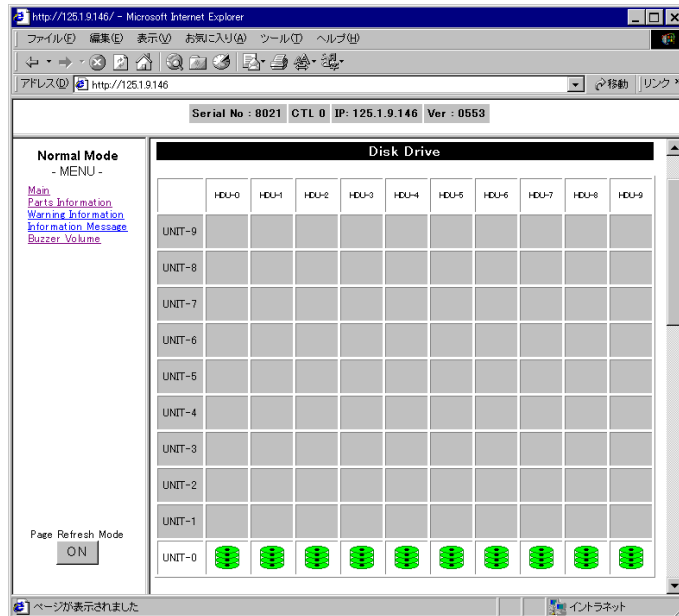 http://125.1.9.146/ - Microsoft Internet Explorer
ファイル(F) 編集(E) 表示(V) お気に入り(A) ツール(T) ヘルプ(H)
アドレス(D) http://125.1.9.146 移動 リンク »
Serial No : 8021 CTL 0 IP: 125.1.9.146 Ver : 0553
Normal Mode
- MENU -
Main
Parts Information
Warning Information
Information Message
Buzzer Volume
Page Refresh Mode
ON
Disk Drive
HDU-0 HDU-1 HDU-2 HDU-3 HDU-4 HDU-5 HDU-6 HDU-7 HDU-8 HDU-9
UNIT-9
UNIT-8
UNIT-7
UNIT-6
UNIT-5
UNIT-4
UNIT-3
UNIT-2
UNIT-1
UNIT-0
ページが表示されました
イントラネット